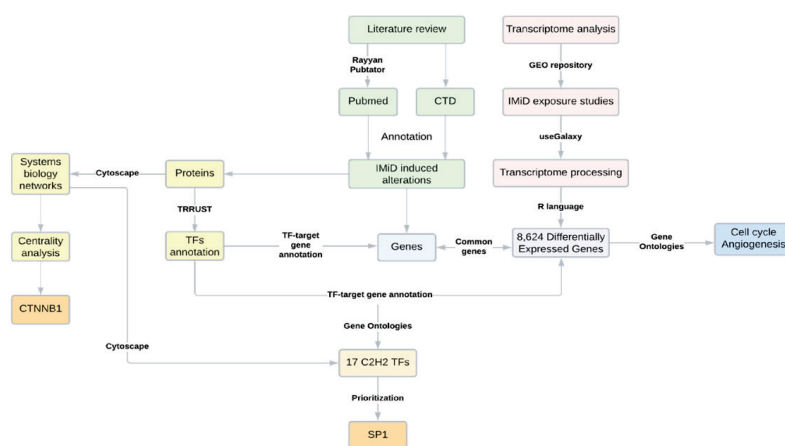 Literature review
Transcriptome analysis
Rayyan
Pubtator
GEO repository
Pubmed
CTD
IMiD exposure studies
Annotation
useGalaxy
Systems
biology
networks
Cytoscape
Proteins
IMiD induced
alterations
Transcriptome processing
TRRUST
R language
Centrality
analysis
TFs
annotation
TF-target
gene
annotation
Genes
Common
genes
8,624 Differentially
Expressed Genes
Gene
Ontologies
Cell cycle
Angiogenesis
CTNNB1
TF-target gene annotation
Gene Ontologies
Cytoscape
17 C2H2 TFs
Prioritization
SP1